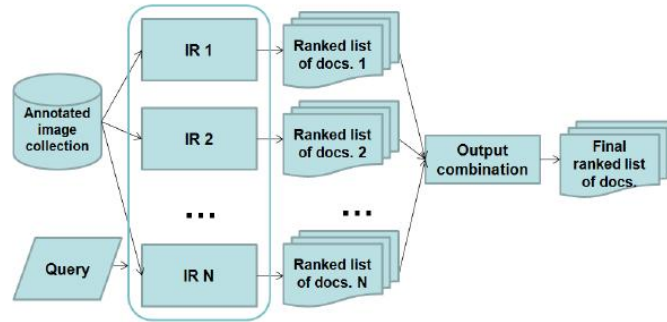 IR 1
Ranked list
of docs. 1
Annotated
image
collection
IR 2
Ranked list
of docs. 2
Output
combination
Final
ranked list
of docs.
...
...
Query
IR N
Ranked list
of docs. N